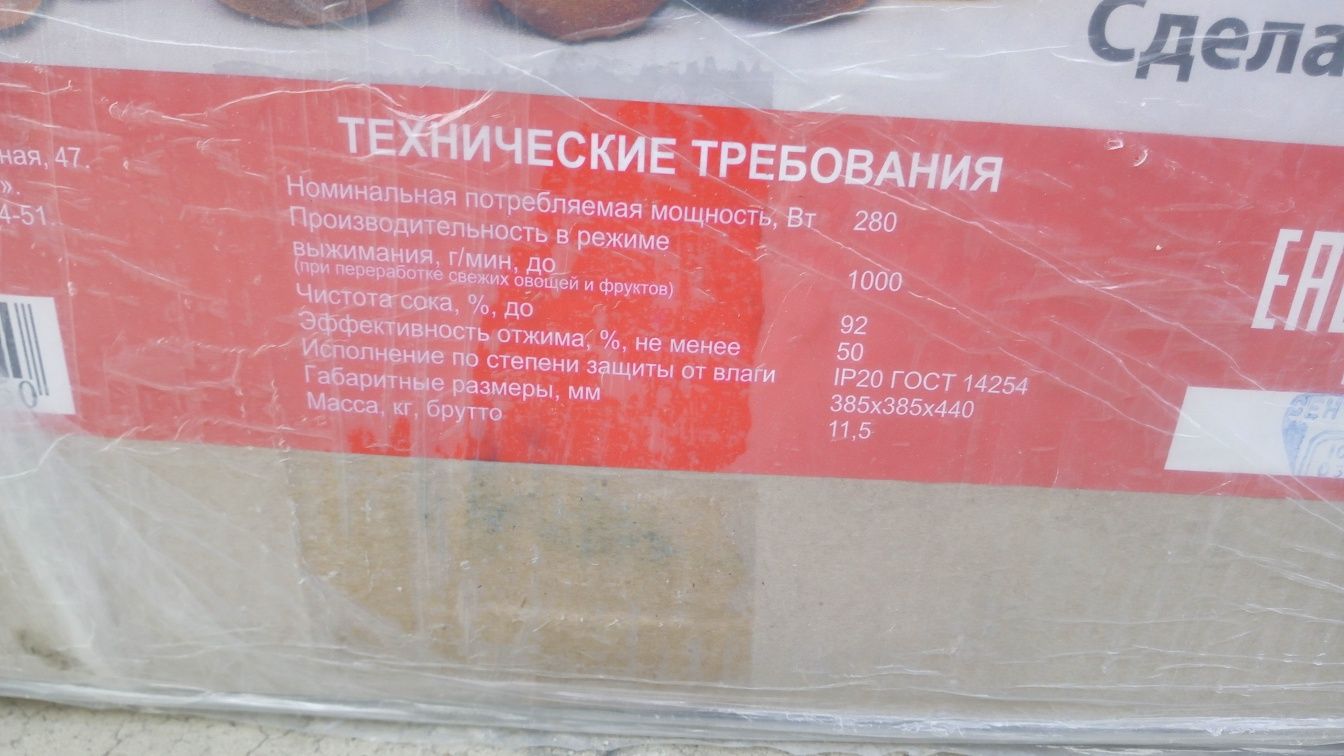 Сдела
ная, 47.
».
4-51.
ТЕХНИЧЕСКИЕ ТРЕБОВАНИЯ
Номинальная потребляемая мощность, Вт 280
Производительность в режиме
выжимания, г/мин, до 1000
(при переработке свежих овощей и фруктов)
Чистота сока, %, до 92
Эффективность отжима, %, не менее 50
Исполнение по степени защиты от влаги IP20 ГОСТ 14254
Габаритные размеры, мм 385х385х440
Масса, кг, брутто 11,5
ЕАС